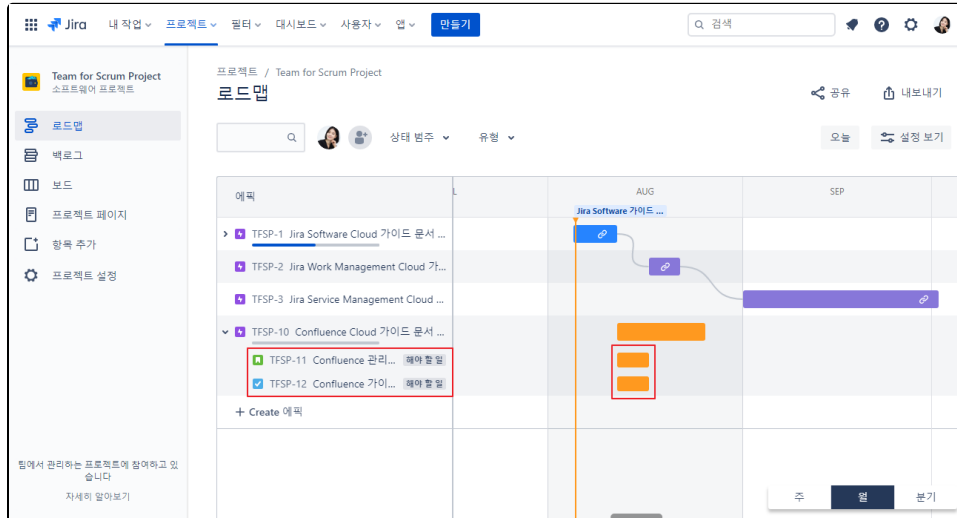 Jira
내 작업
프로젝트
필터
대시보드
사용자
앱
만들기
검색
Team for Scrum Project
소프트웨어 프로젝트
로드맵
백로그
보드
프로젝트 페이지
항목 추가
프로젝트 설정
팀에서 관리하는 프로젝트에 참여하고 있
습니다
자세히 알아보기
프로젝트 / Team for Scrum Project
로드맵
공유
내보내기
상태 범주
유형
오늘
설정 보기
에픽
L
AUG
SEP
Jira Software 가이드 ...
TFSP-1 Jira Software Cloud 가이드 문서 ...
TFSP-2 Jira Work Management Cloud 가...
TFSP-3 Jira Service Management Cloud ...
TFSP-10 Confluence Cloud 가이드 문서 ...
TFSP-11 Confluence 관리... 해야 할 일
TFSP-12 Confluence 가이... 해야 할 일
+ Create 에픽
주
월
분기